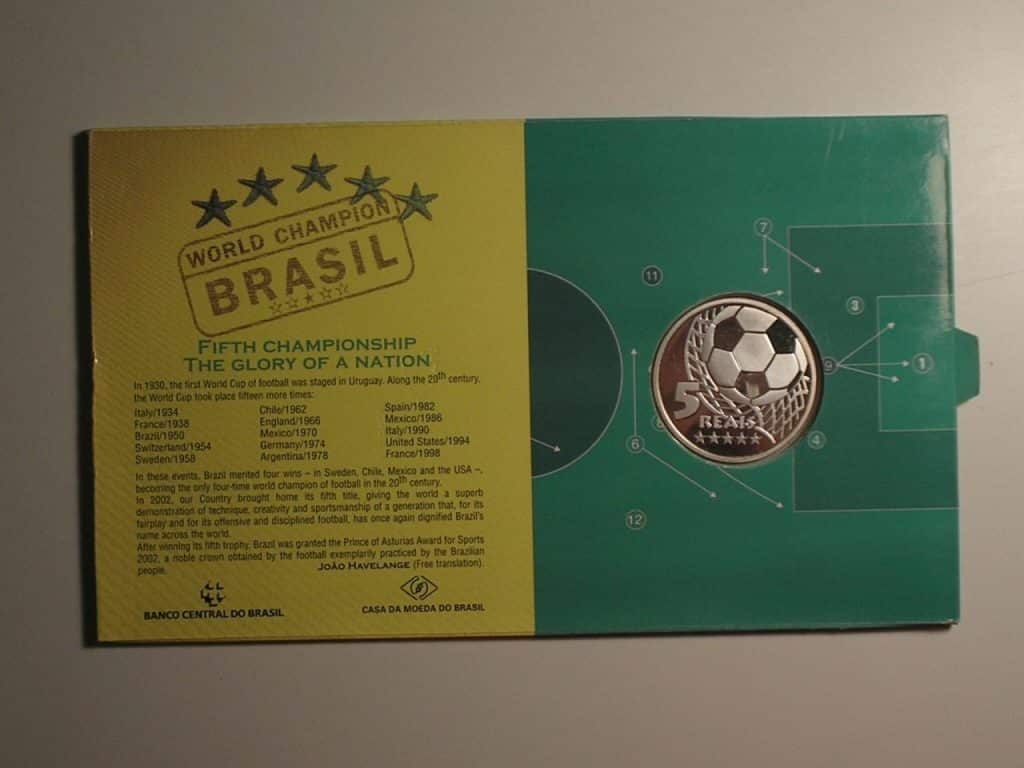 WORLD CHAMPION
BRASIL
FIFTH CHAMPIONSHIP
THE GLORY OF A NATION
In 1930, the first World Cup of football was staged in Uruguay. Along the 20th century,
the World Cup took place fifteen more times:
Italy/1934 Chile/1962 Spain/1982
France/1938 England/1966 Mexico/1986
Brazil/1950 Mexico/1970 Italy/1990
Switzerland/1954 Germany/1974 United States/1994
Sweden/1958 Argentina/1978 France/1998
In these events, Brazil merited four wins – in Sweden, Chile, Mexico and the USA –,
becoming the only four-time world champion of football in the 20th century.
In 2002, our Country brought home its fifth title, giving the world a superb
demonstration of technique, creativity and sportsmanship of a generation that, for its
fairplay and for its offensive and disciplined football, has once again dignified Brazil's
name across the world.
After winning its fifth trophy, Brazil was granted the Prince of Asturias Award for Sports
2002, a noble crown obtained by the football exemplarily practiced by the Brazilian
people. JOÃO HAVELANGE (Free translation).
BANCO CENTRAL DO BRASIL
CASA DA MOEDA DO BRASIL
7
11
3
9
1
5
REAIS
8
6
4
12